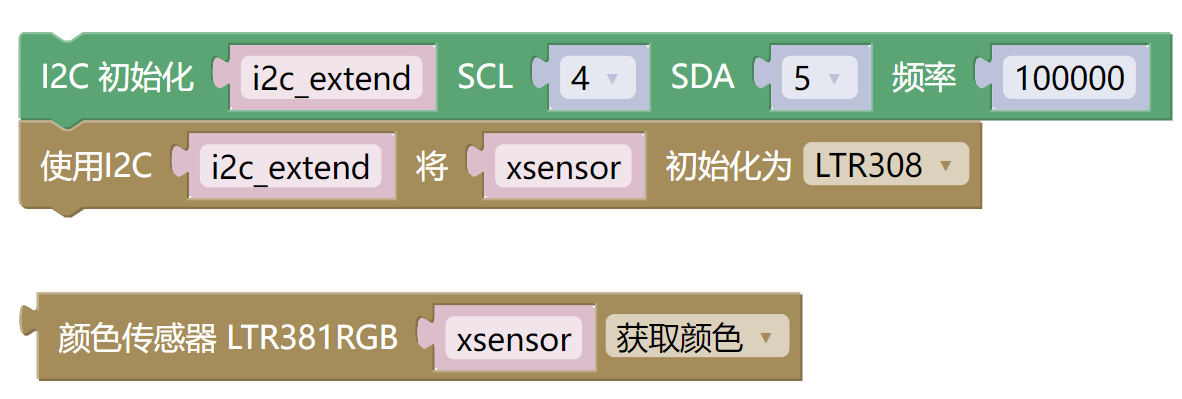 I2C 初始化 i2c_extend SCL 4 SDA 5 频率 100000
使用I2C i2c_extend 将 xsensor 初始化为 LTR308
颜色传感器 LTR381RGB xsensor 获取颜色